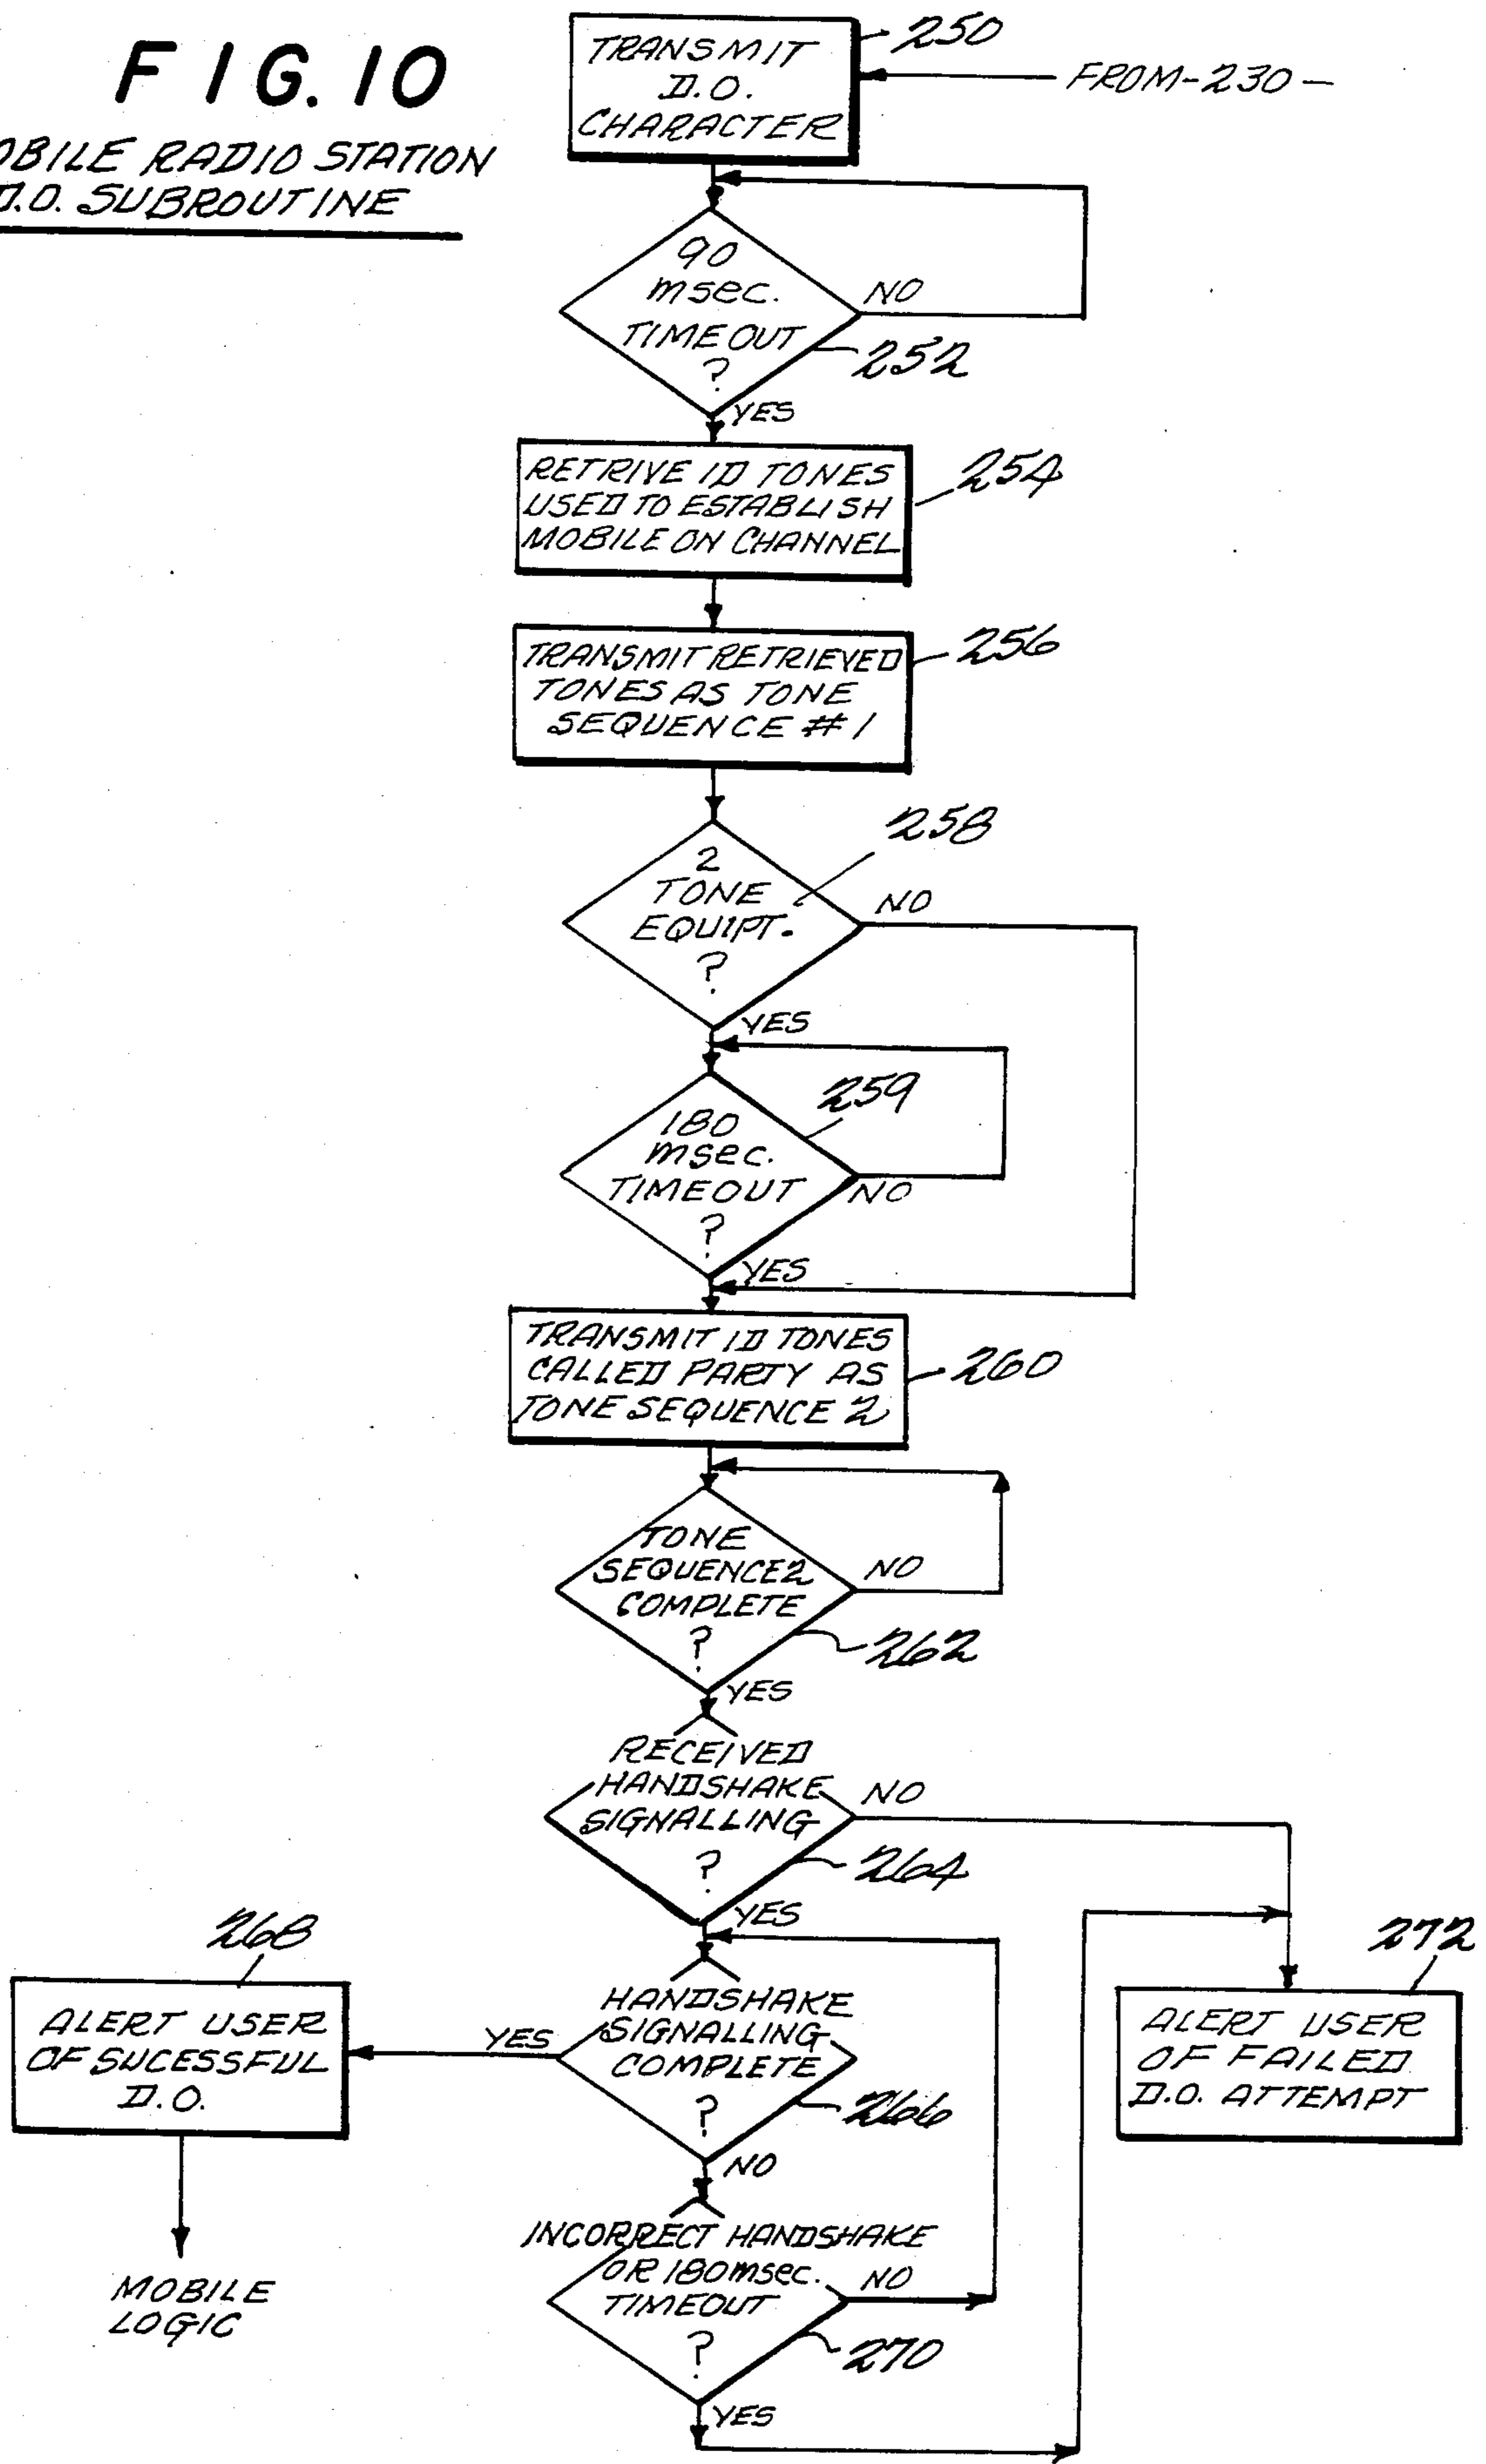 FIG. 10
OBILE RADIO STATION
D.O. SUBROUTINE
250
TRANSMIT
D.O.
CHARACTER
FROM-230-
90
msec.
TIMEOUT
?
NO
252
YES
RETRIVE ID TONES
USED TO ESTABLISH
MOBILE ON CHANNEL
254
TRANSMIT RETRIEVED
TONES AS TONE
SEQUENCE #1
256
258
2
TONE
EQUIPT.
?
NO
YES
259
180
msec.
TIMEOUT
?
NO
YES
TRANSMIT ID TONES
CALLED PARTY AS
TONE SEQUENCE 2
260
TONE
SEQUENCE2
COMPLETE
?
NO
262
YES
RECEIVED
HANDSHAKE
SIGNALLING
?
NO
264
YES
268
ALERT USER
OF SUCESSFUL
D.O.
YES
HANDSHAKE
SIGNALLING
COMPLETE
?
266
NO
272
ALERT USER
OF FAILED
D.O. ATTEMPT
MOBILE
LOGIC
INCORRECT HANDSHAKE
OR 180 msec.
TIMEOUT
?
NO
270
YES